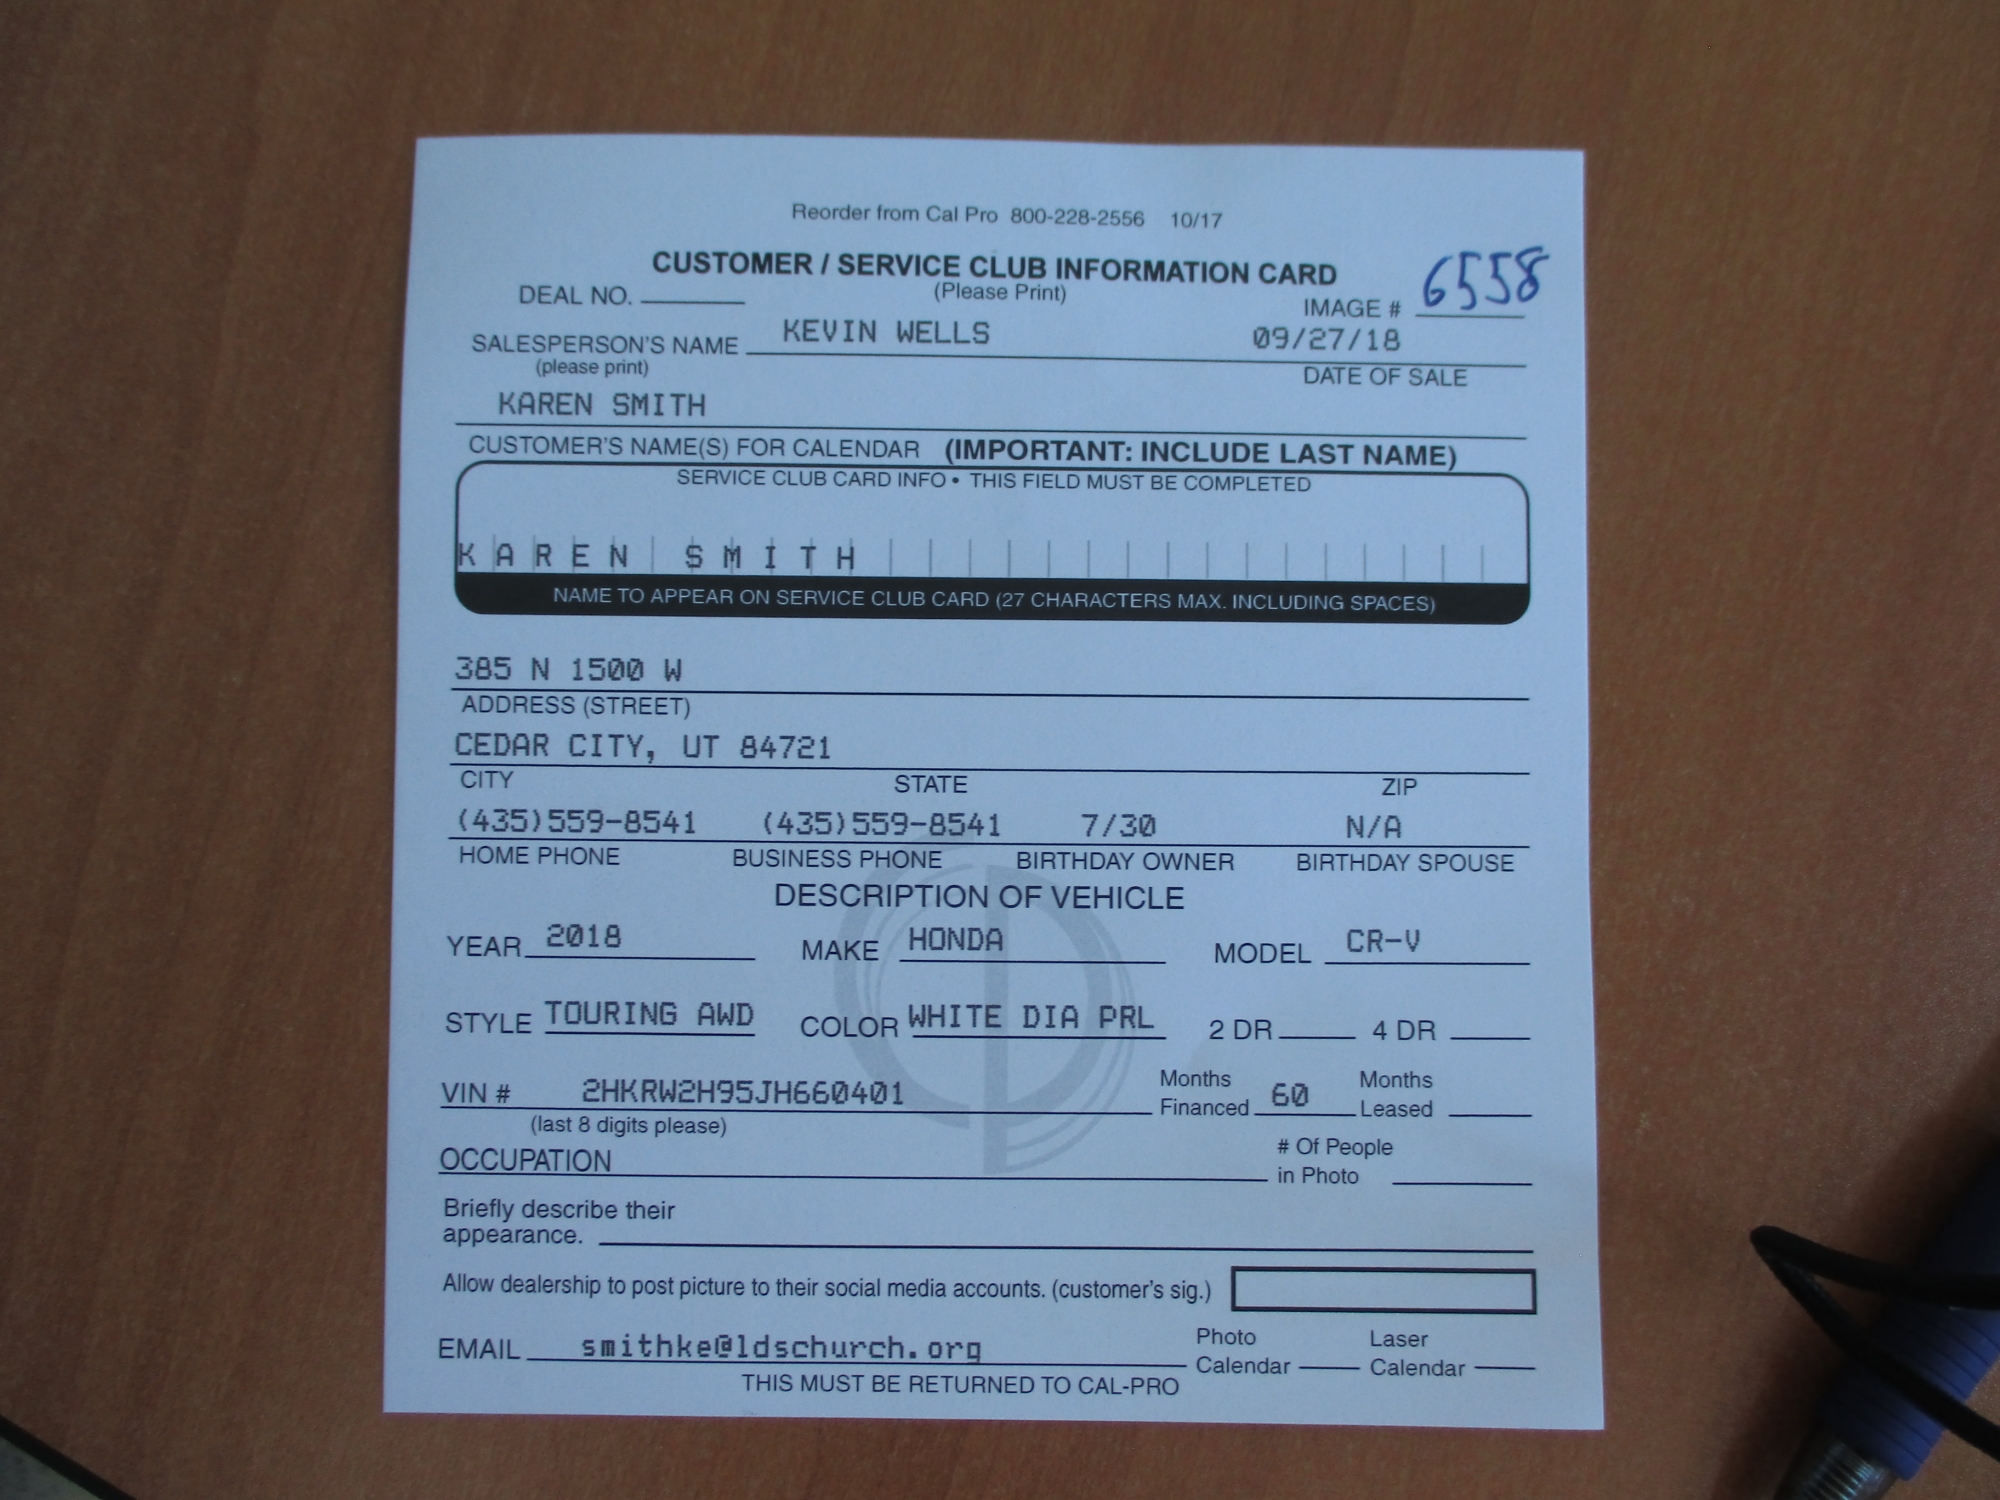 Reorder from Cal Pro 800-228-2556 10/17
CUSTOMER / SERVICE CLUB INFORMATION CARD
(Please Print)
DEAL NO. IMAGE # 6558
SALESPERSON'S NAME KEVIN WELLS 09/27/18
(please print) DATE OF SALE
KAREN SMITH
CUSTOMER'S NAME(S) FOR CALENDAR (IMPORTANT: INCLUDE LAST NAME)
SERVICE CLUB CARD INFO • THIS FIELD MUST BE COMPLETED
KAREN SMITH
NAME TO APPEAR ON SERVICE CLUB CARD (27 CHARACTERS MAX. INCLUDING SPACES)
385 N 1500 W
ADDRESS (STREET)
CEDAR CITY, UT 84721
CITY STATE ZIP
(435)559-8541 (435)559-8541 7/30 N/A
HOME PHONE BUSINESS PHONE BIRTHDAY OWNER BIRTHDAY SPOUSE
DESCRIPTION OF VEHICLE
YEAR 2018 MAKE HONDA MODEL CR-V
STYLE TOURING AWD COLOR WHITE DIA PRL 2 DR 4 DR
VIN # 2HKRW2H95JH660401 Months Financed 60 Months Leased
(last 8 digits please)
OCCUPATION # Of People in Photo
Briefly describe their
appearance.
Allow dealership to post picture to their social media accounts. (customer's sig.)
EMAIL smithke@ldschurch.org Photo Calendar Laser Calendar
THIS MUST BE RETURNED TO CAL-PRO